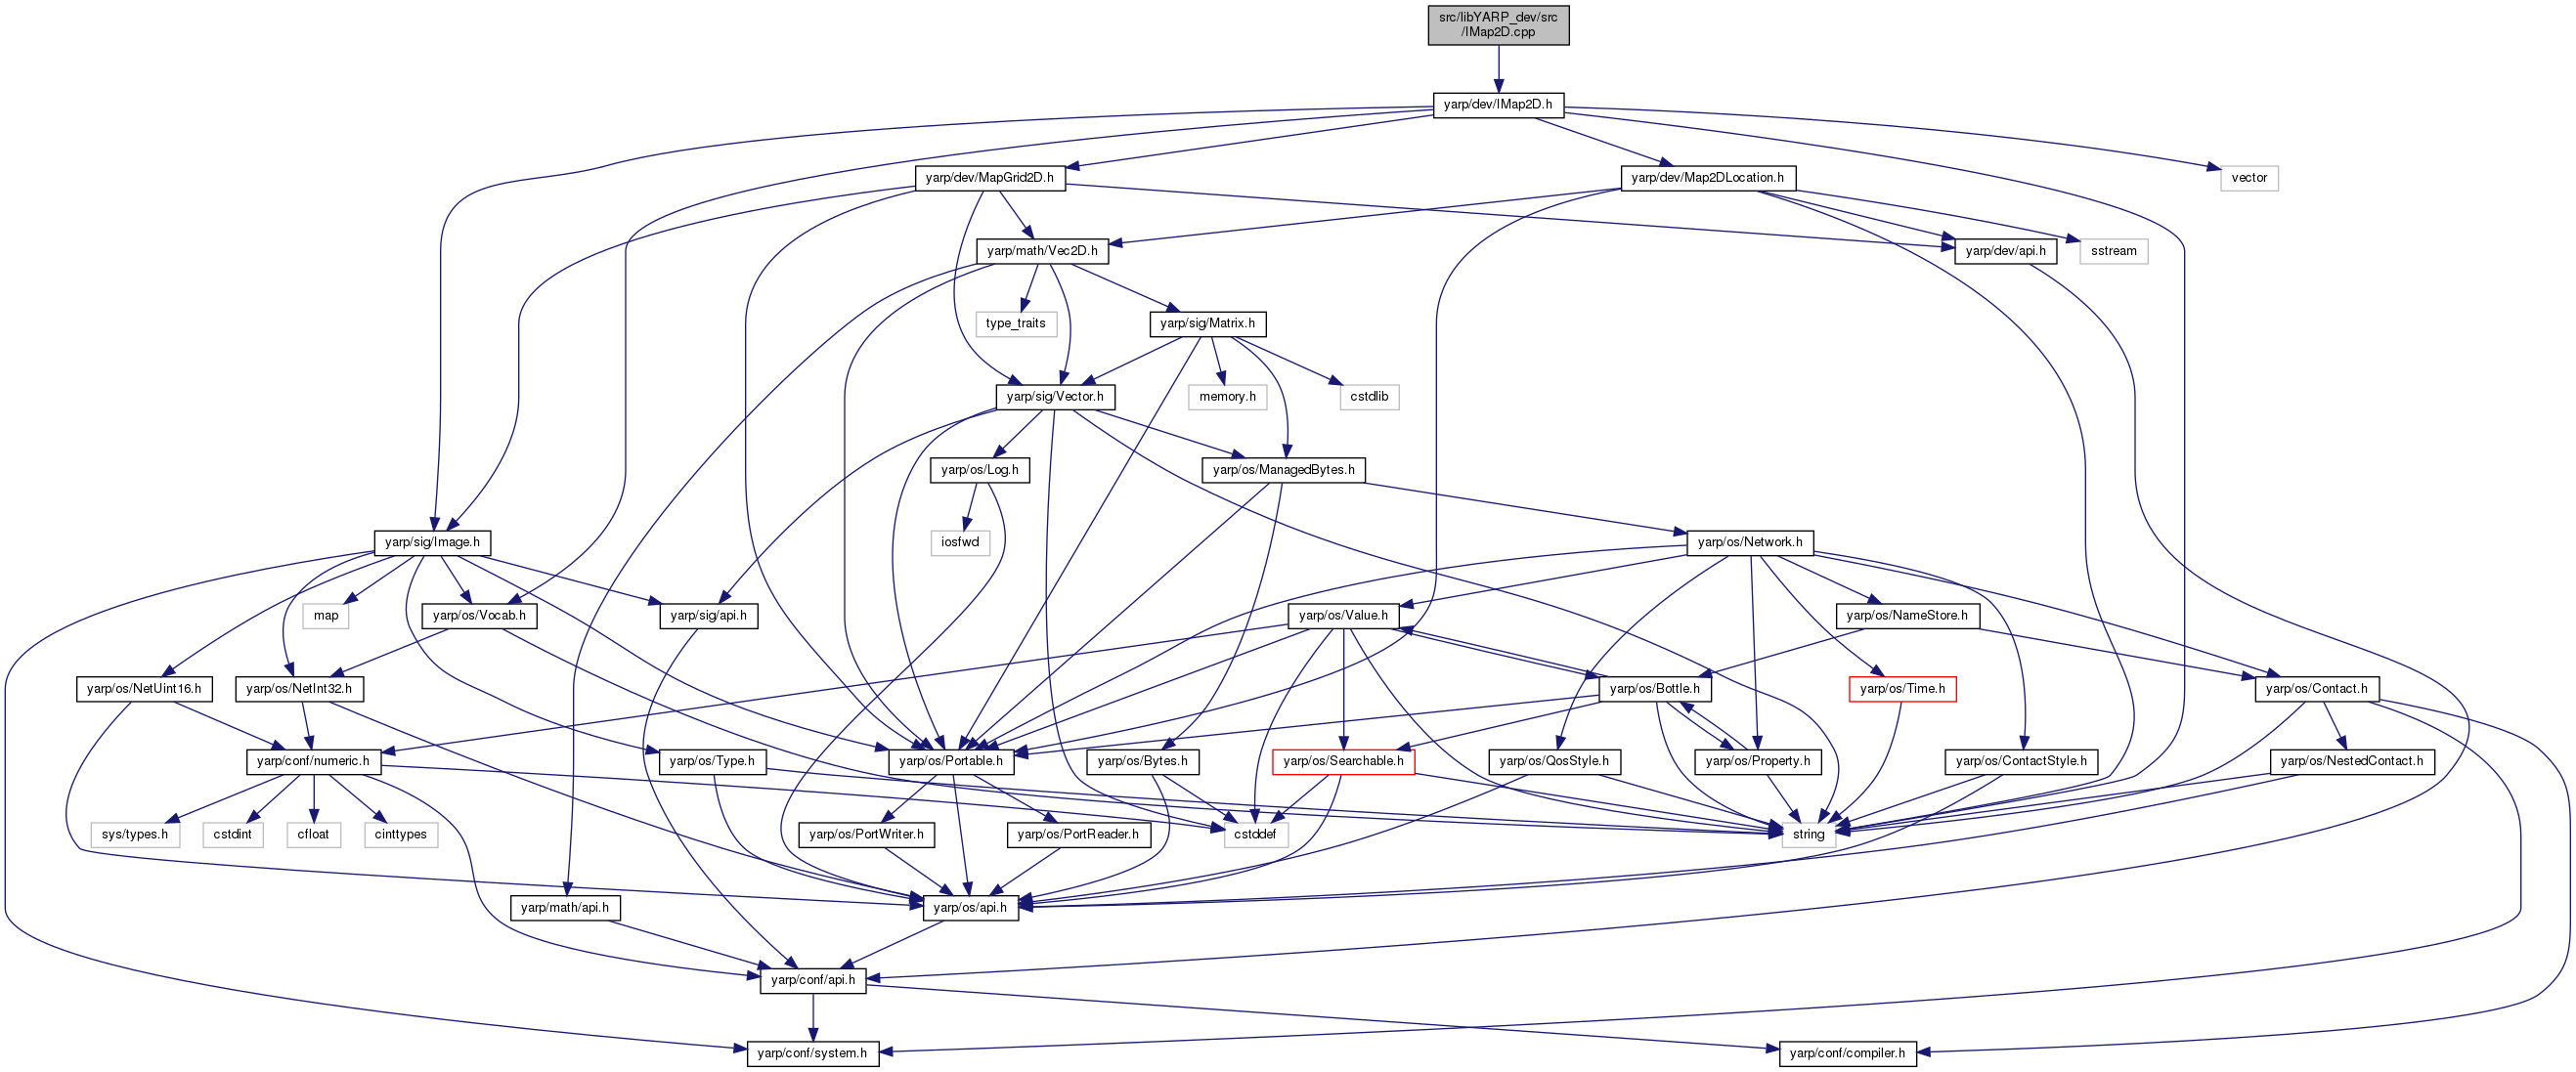 src/libYARP_dev/src
/IMap2D.cpp
yarp/dev/IMap2D.h
yarp/dev/MapGrid2D.h
yarp/dev/Map2DLocation.h
vector
yarp/math/Vec2D.h
yarp/dev/api.h
sstream
type_traits
yarp/sig/Matrix.h
yarp/sig/Vector.h
memory.h
cstdlib
yarp/os/Log.h
yarp/os/ManagedBytes.h
yarp/sig/Image.h
iosfwd
yarp/os/Network.h
map
yarp/os/Vocab.h
yarp/sig/api.h
yarp/os/Value.h
yarp/os/NameStore.h
yarp/os/NetUint16.h
yarp/os/NetInt32.h
yarp/os/Bottle.h
yarp/os/Time.h
yarp/os/Contact.h
yarp/conf/numeric.h
yarp/os/Type.h
yarp/os/Portable.h
yarp/os/Bytes.h
yarp/os/Searchable.h
yarp/os/QosStyle.h
yarp/os/Property.h
yarp/os/ContactStyle.h
yarp/os/NestedContact.h
sys/types.h
cstdint
cfloat
cinttypes
yarp/os/PortWriter.h
yarp/os/PortReader.h
cstddef
string
yarp/math/api.h
yarp/os/api.h
yarp/conf/api.h
yarp/conf/system.h
yarp/conf/compiler.h